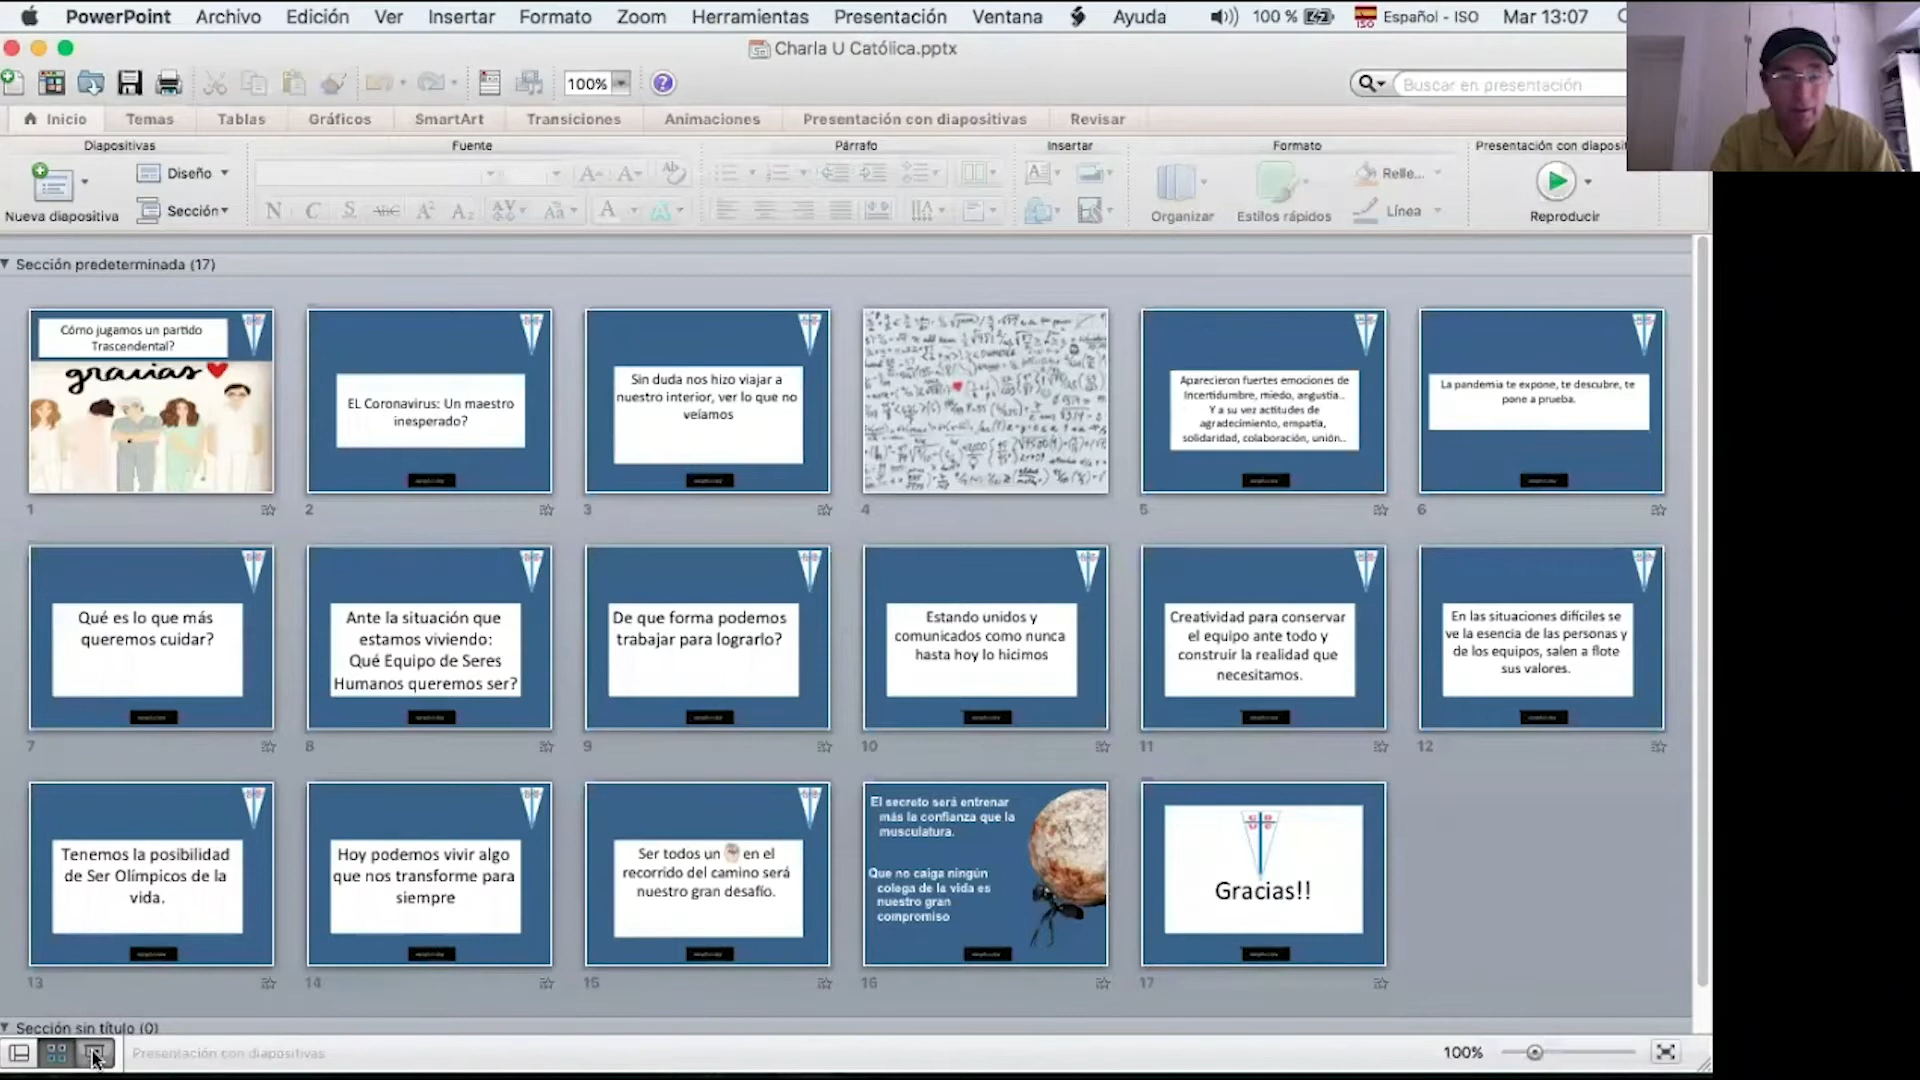 PowerPoint Archivo Edición Ver Insertar Formato Zoom Herramientas Presentación Ventana Ayuda 100 % Español - ISO Mar 13:07
Charla U Católica.pptx
100%
Buscar en presentación
Inicio Temas Tablas Gráficos SmartArt Transiciones Animaciones Presentación con diapositivas Revisar
Diapositivas Fuente Párrafo Insertar Formato Presentación con diaposi
Diseño
Relle...
Nueva diapositiva
Sección
N C S ABC A² A₂ Aa A A
Organizar Estilos rápidos
Línea
Reproducir
Sección predeterminada (17)
Cómo jugamos un partido
Trascendental?
gracias
1
EL Coronavirus: Un maestro
inesperado?
2
Sin duda nos hizo viajar a
nuestro interior, ver lo que no
veíamos
3
4
Aparecieron fuertes emociones de
Incertidumbre, miedo, angustia..
Y a su vez actitudes de
agradecimiento, empatía,
solidaridad, colaboración, unión..
5
La pandemia te expone, te descubre, te
pone a prueba.
6
Qué es lo que más
queremos cuidar?
7
Ante la situación que
estamos viviendo:
Qué Equipo de Seres
Humanos queremos ser?
8
De que forma podemos
trabajar para lograrlo?
9
Estando unidos y
comunicados como nunca
hasta hoy lo hicimos
10
Creatividad para conservar
el equipo ante todo y
construir la realidad que
necesitamos.
11
En las situaciones difíciles se
ve la esencia de las personas y
de los equipos, salen a flote
sus valores.
12
Tenemos la posibilidad
de Ser Olímpicos de la
vida.
13
Hoy podemos vivir algo
que nos transforme para
siempre
14
Ser todos un en el
recorrido del camino será
nuestro gran desafío.
15
El secreto será entrenar
más la confianza que la
musculatura.
Que no caiga ningún
colega de la vida es
nuestro gran
compromiso
16
Gracias!!
17
Sección sin título (0)
Presentación con diapositivas
100%